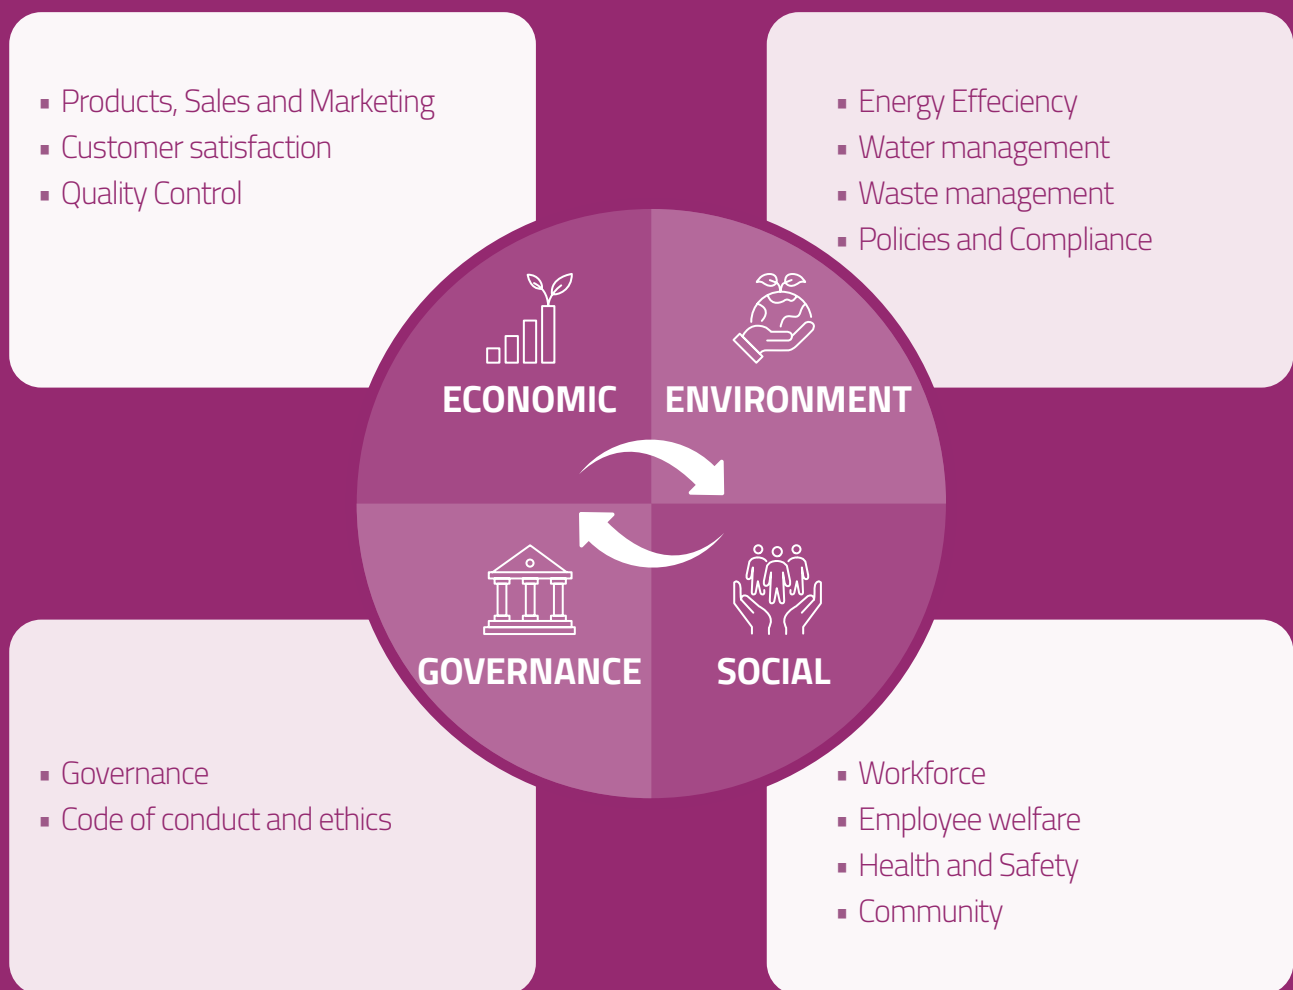 ▪ Products, Sales and Marketing
▪ Customer satisfaction
▪ Quality Control
▪ Energy Effeciency
▪ Water management
▪ Waste management
▪ Policies and Compliance
ECONOMIC
ENVIRONMENT
GOVERNANCE
SOCIAL
▪ Governance
▪ Code of conduct and ethics
▪ Workforce
▪ Employee welfare
▪ Health and Safety
▪ Community